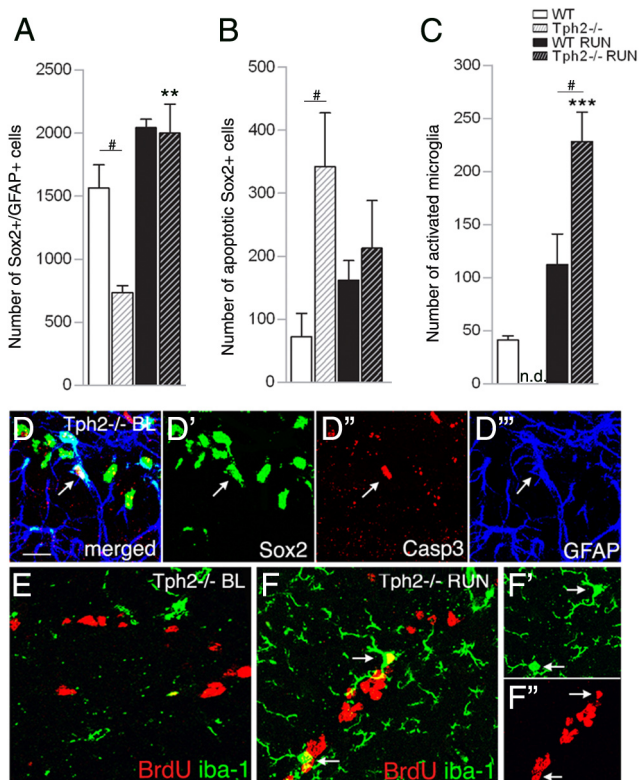 WT
Tph2-/-
WT RUN
Tph2-/- RUN
A
Number of Sox2+/GFAP+ cells
2500
2000
1500
1000
500
0
#
**
B
Number of apoptotic Sox2+ cells
500
400
300
200
100
0
#
C
Number of activated microglia
300
250
200
150
100
50
0
n.d.
#
***
D
Tph2-/- BL
merged
D'
Sox2
D"
Casp3
D"'
GFAP
E
Tph2-/- BL
BrdU iba-1
F
Tph2-/- RUN
BrdU iba-1
F'
F"